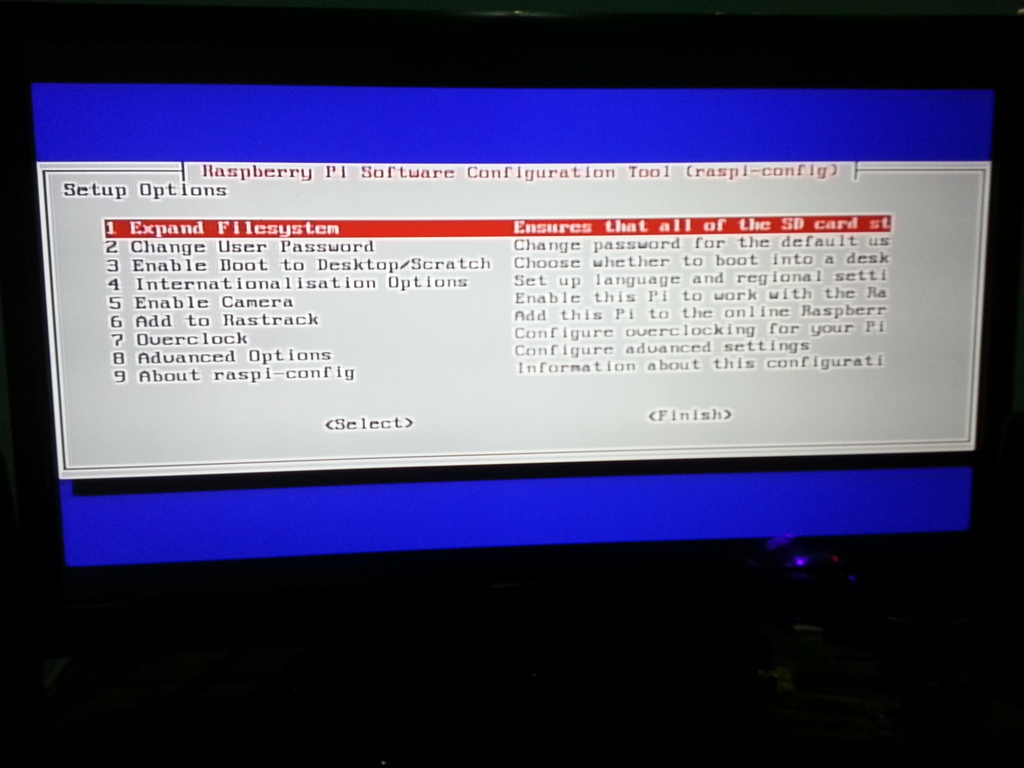 Raspberry Pi Software Configuration Tool (raspi-config)
Setup Options
1 Expand Filesystem Ensures that all of the SD card st
2 Change User Password Change password for the default us
3 Enable Boot to Desktop/Scratch Choose whether to boot into a desk
4 Internationalisation Options Set up language and regional setti
5 Enable Camera Enable this Pi to work with the Ra
6 Add to Rastrack Add this Pi to the online Raspberr
7 Overclock Configure overclocking for your Pi
8 Advanced Options Configure advanced settings
9 About raspi-config Information about this configurati
<Select> <Finish>